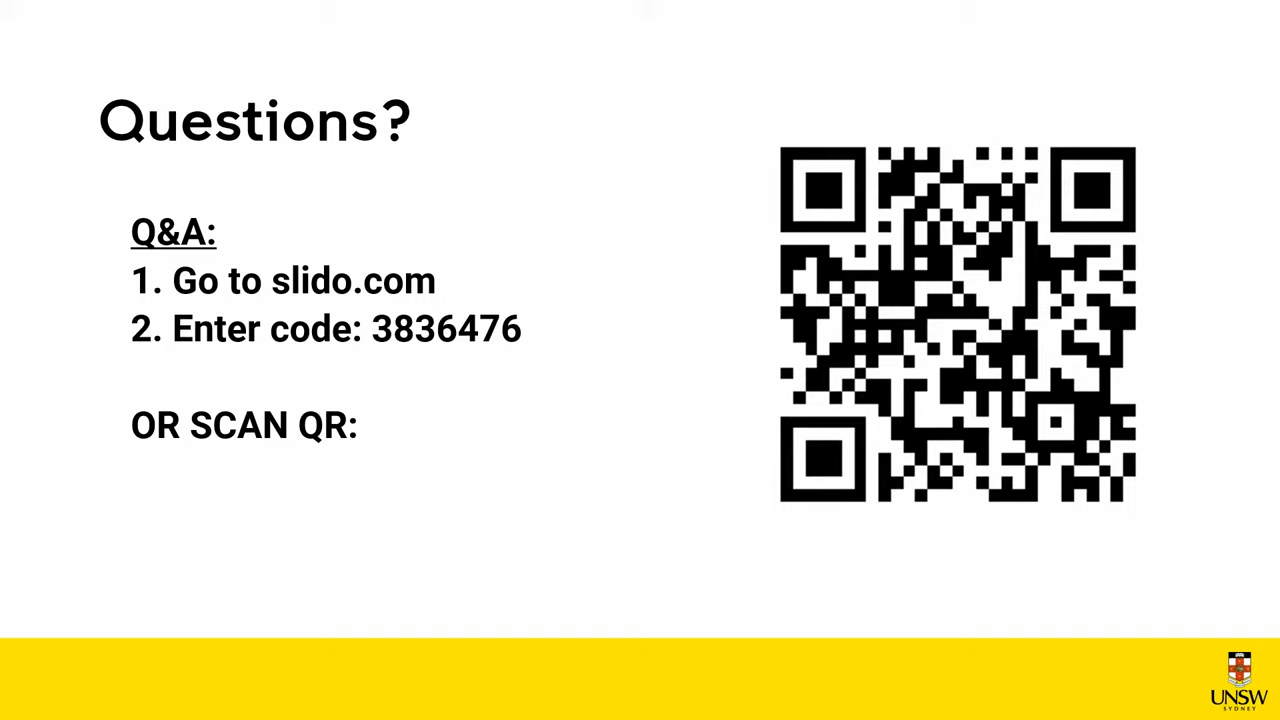 Questions?
Q&A:
1. Go to slido.com
2. Enter code: 3836476
OR SCAN QR:
UNSW
SYDNEY